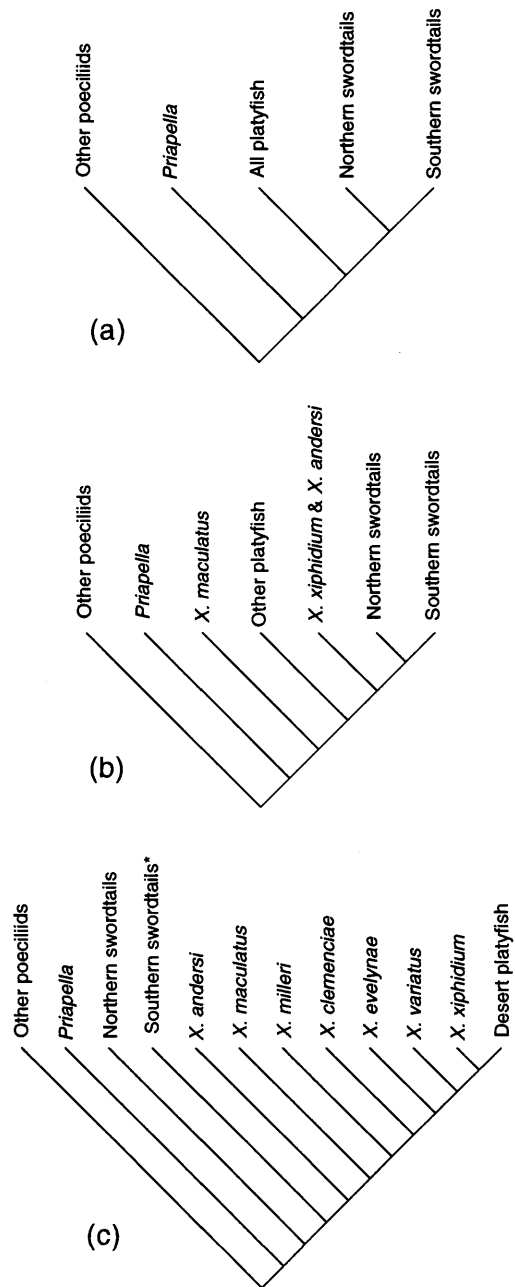 (a)
Other poeciliids
Priapella
All platyfish
Northern swordtails
Southern swordtails
(b)
Other poeciliids
Priapella
X. maculatus
Other platyfish
X. xiphidium & X. andersi
Northern swordtails
Southern swordtails
(c)
Other poeciliids
Priapella
Northern swordtails
Southern swordtails*
X. andersi
X. maculatus
X. milleri
X. clemenciae
X. evelynae
X. variatus
X. xiphidium
Desert platyfish